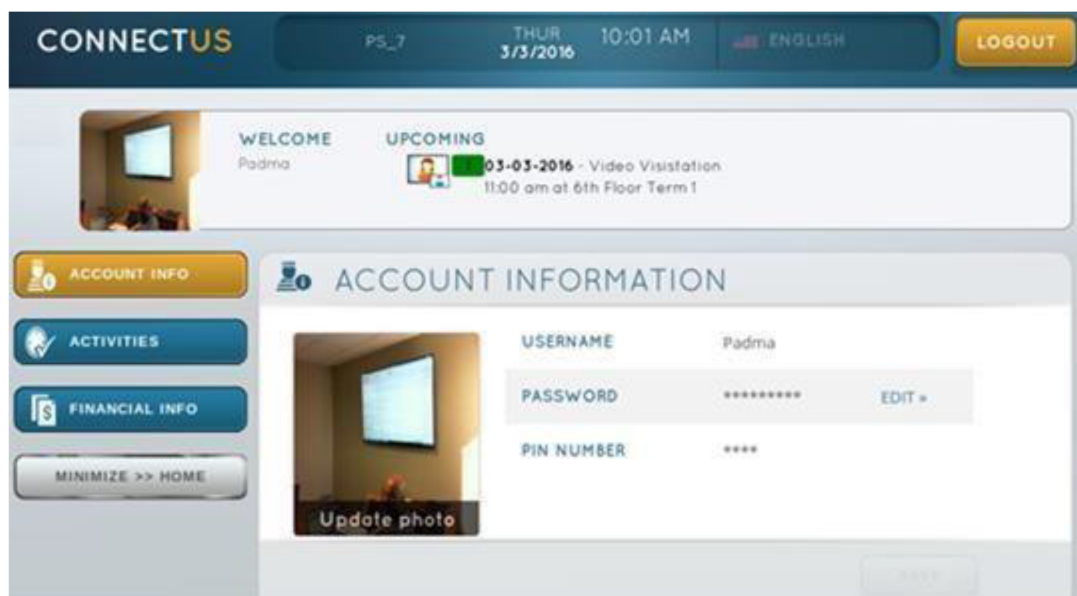 CONNECTUS
PS_7
THUR
3/3/2016
10:01 AM
ENGLISH
LOGOUT
WELCOME
Padma
UPCOMING
03-03-2016 - Video Visistation
11:00 am at 6th Floor Term 1
ACCOUNT INFO
ACTIVITIES
FINANCIAL INFO
MINIMIZE >> HOME
ACCOUNT INFORMATION
Update photo
USERNAME Padma
PASSWORD ********* EDIT »
PIN NUMBER ****